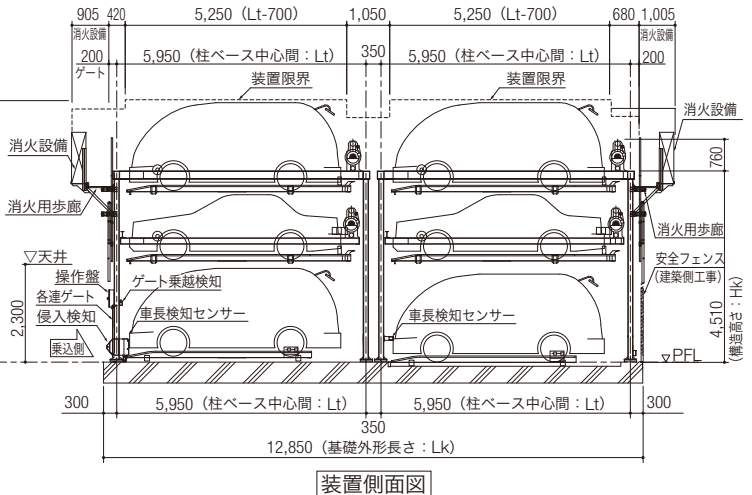 905 420 5,250 (Lt-700) 1,050 5,250 (Lt-700) 680 1,005
消火設備 消火設備
200 5,950 (柱ベース中心間：Lt) 350 5,950 (柱ベース中心間：Lt) 200
ゲート
装置限界 装置限界
消火設備
消火設備
760
消火用歩廊
消火用歩廊
▽天井
安全フェンス
(建築側工事)
操作盤
ゲート乗越検知
各連ゲート
車長検知センサー 車長検知センサー
侵入検知
乗込側
2,300
4,510
(構造高さ：Hk)
▽PFL
300 5,950 (柱ベース中心間：Lt) 5,950 (柱ベース中心間：Lt) 300
350
12,850 (基礎外形長さ：Lk)
装置側面図